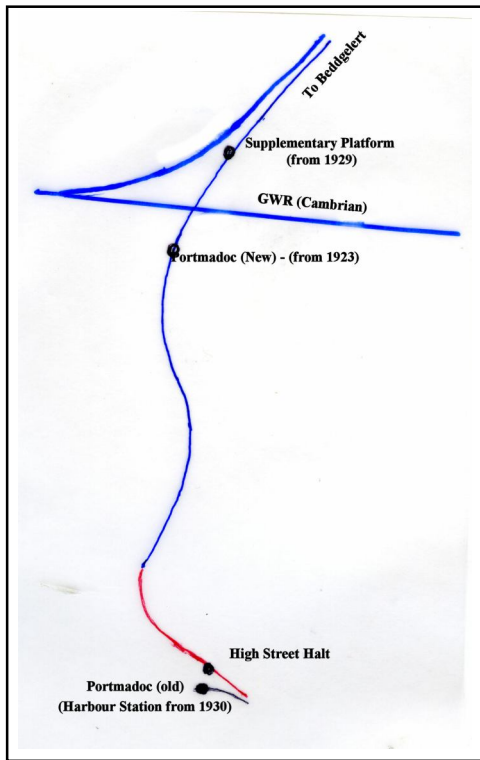 To Beddgelert
Supplementary Platform
(from 1929)
GWR (Cambrian)
Portmadoc (New) - (from 1923)
High Street Halt
Portmadoc (old)
(Harbour Station from 1930)